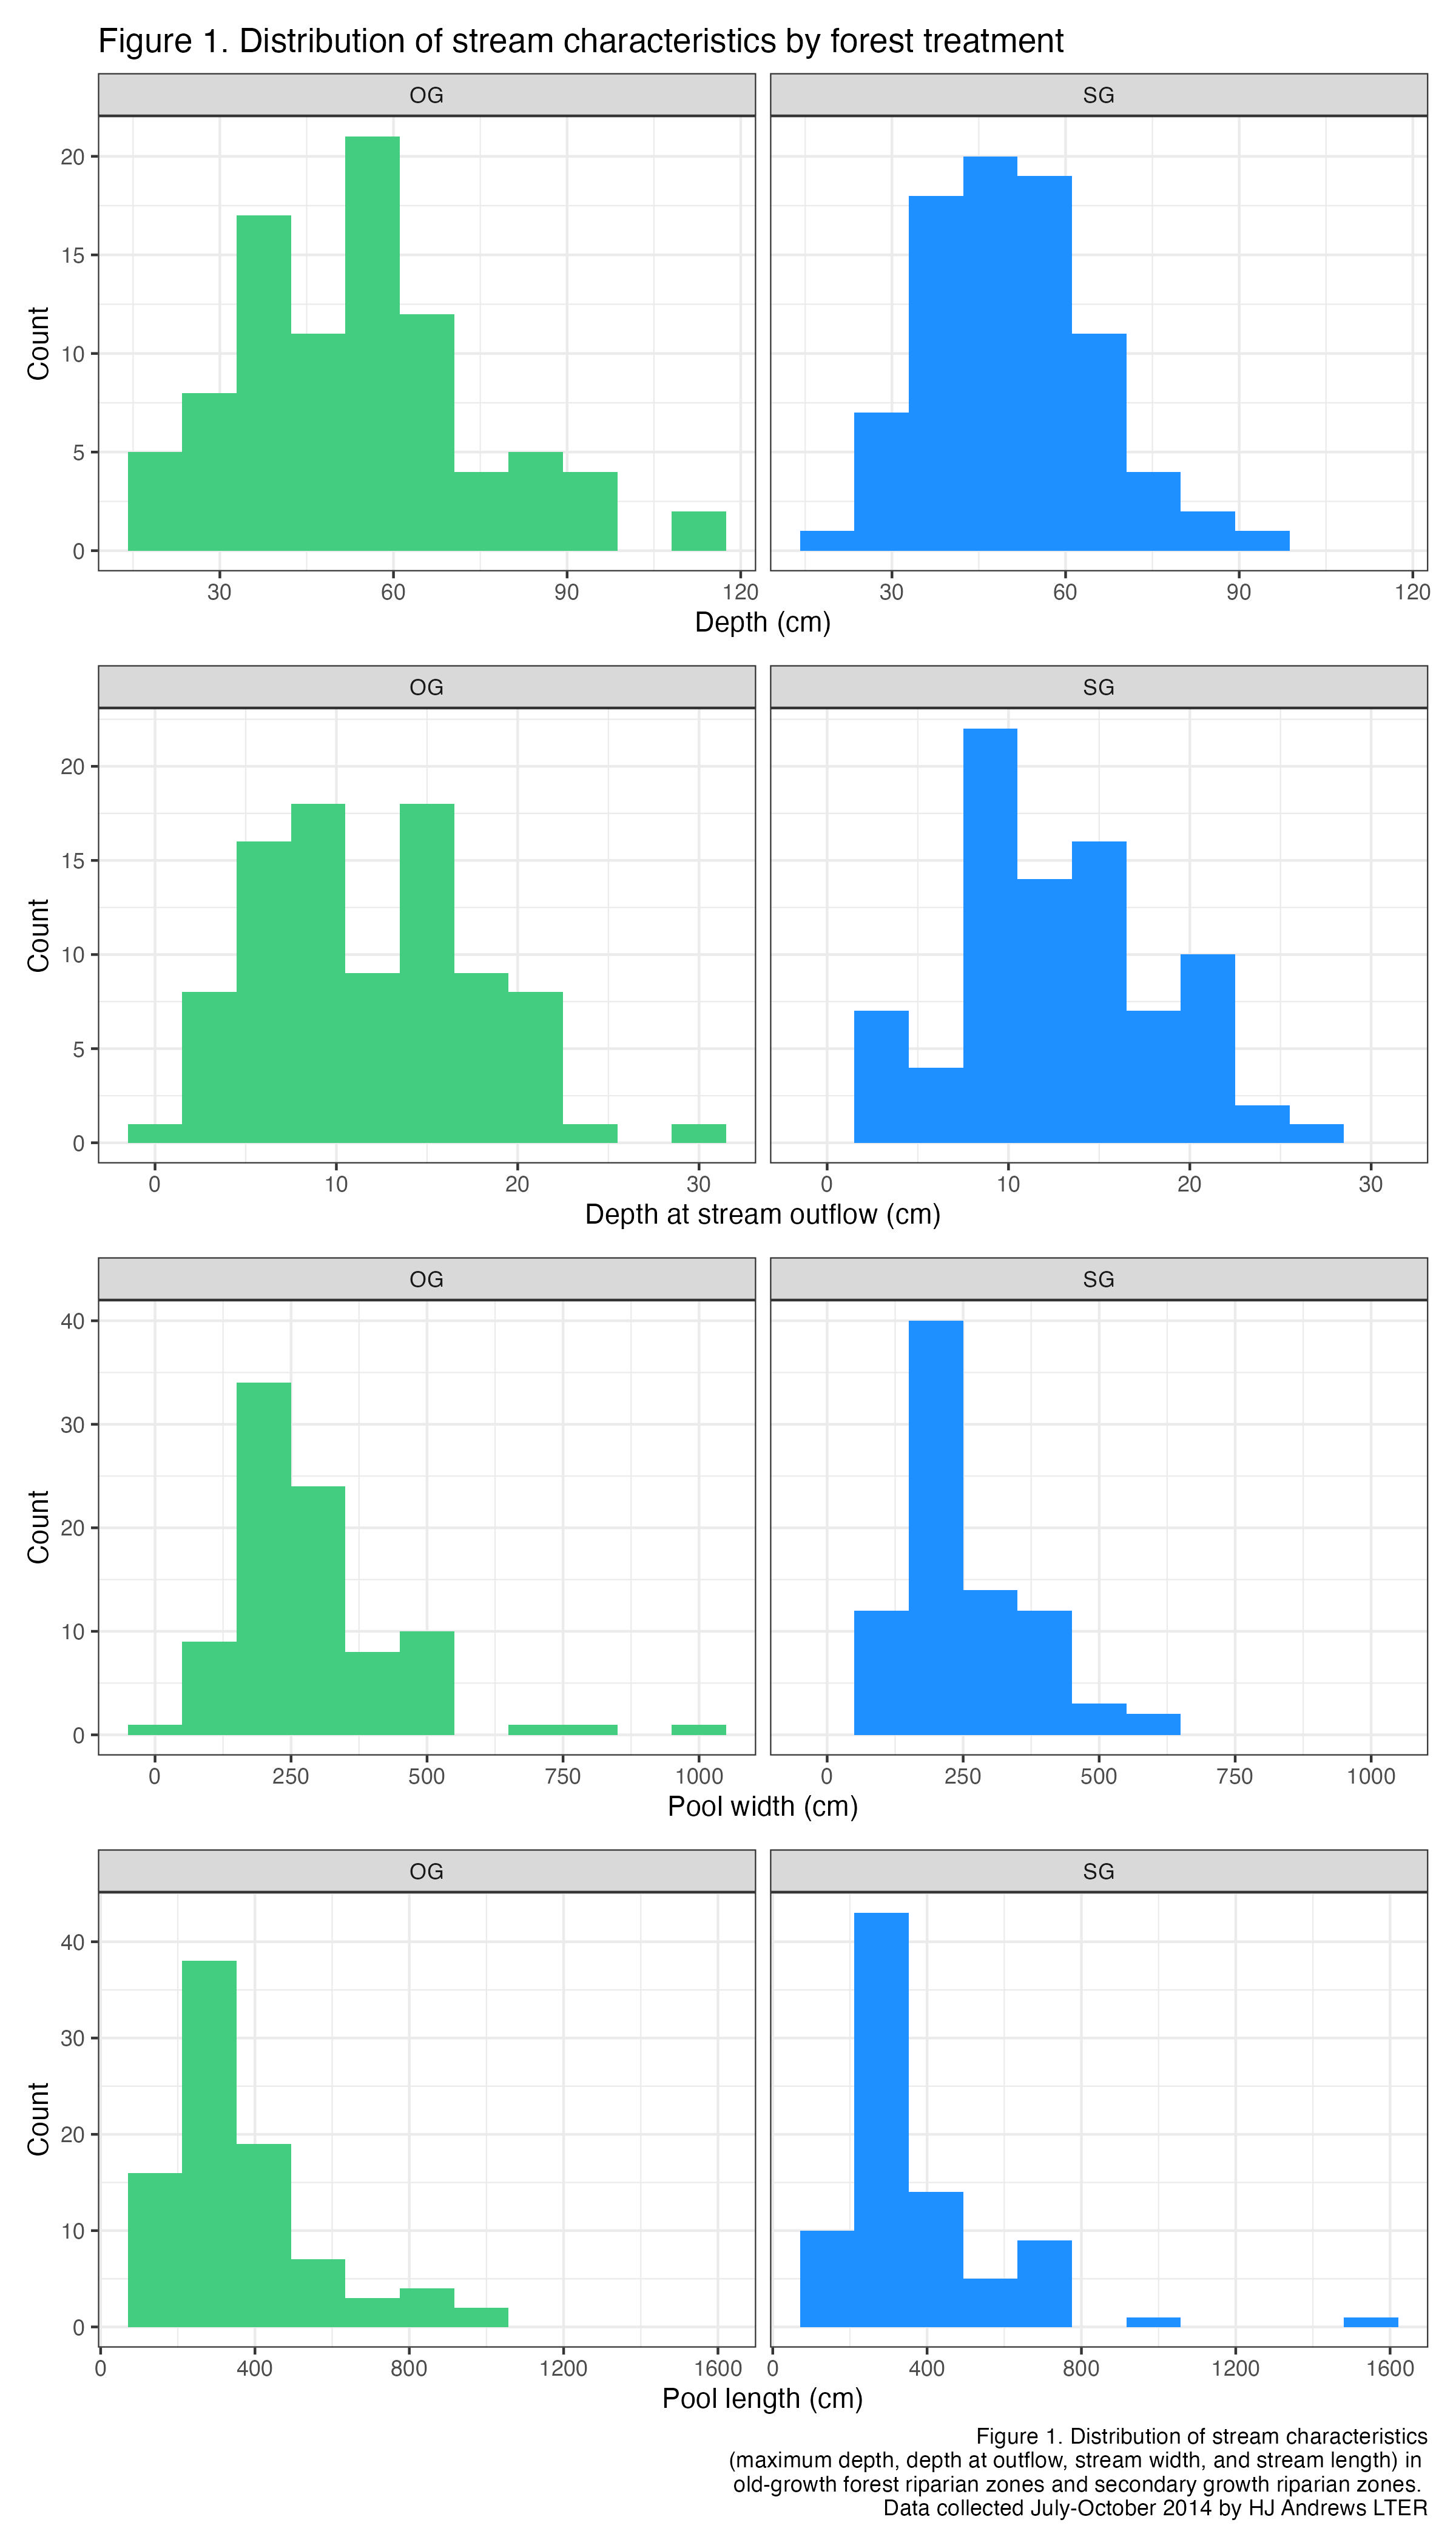 Figure 1. Distribution of stream characteristics by forest treatment
OG
SG
20
15
10
5
0
Count
30
60
90
120
30
60
90
120
Depth (cm)
OG
SG
20
15
10
5
0
Count
0
10
20
30
0
10
20
30
Depth at stream outflow (cm)
OG
SG
40
30
20
10
0
Count
0
250
500
750
1000
0
250
500
750
1000
Pool width (cm)
OG
SG
40
30
20
10
0
Count
0
400
800
1200
1600
0
400
800
1200
1600
Pool length (cm)
Figure 1. Distribution of stream characteristics
(maximum depth, depth at outflow, stream width, and stream length) in
old-growth forest riparian zones and secondary growth riparian zones.
Data collected July-October 2014 by HJ Andrews LTER